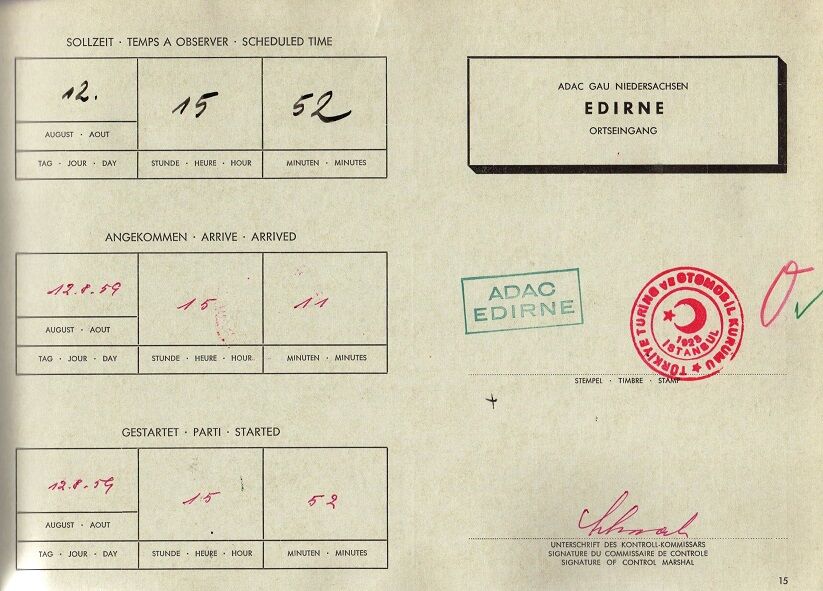 SOLLZEIT · TEMPS A OBSERVER · SCHEDULED TIME
12.
15
52
AUGUST · AOUT
TAG · JOUR · DAY
STUNDE · HEURE · HOUR
MINUTEN · MINUTES
ADAC GAU NIEDERSACHSEN
EDIRNE
ORTSEINGANG
ANGEKOMMEN · ARRIVE · ARRIVED
12.8.59
15
11
AUGUST · AOUT
TAG · JOUR · DAY
STUNDE · HEURE · HOUR
MINUTEN · MINUTES
ADAC
EDIRNE
TÜRKİYE TURING ve OTOMOBİL KURUMU
1923
ISTANBUL
STEMPEL · TIMBRE · STAMP
GESTARTET · PARTI · STARTED
12.8.59
15
52
AUGUST · AOUT
TAG · JOUR · DAY
STUNDE · HEURE · HOUR
MINUTEN · MINUTES
UNTERSCHRIFT DES KONTROLL-KOMMISSARS
SIGNATURE DU COMMISSAIRE DE CONTROLE
SIGNATURE OF CONTROL MARSHAL
15